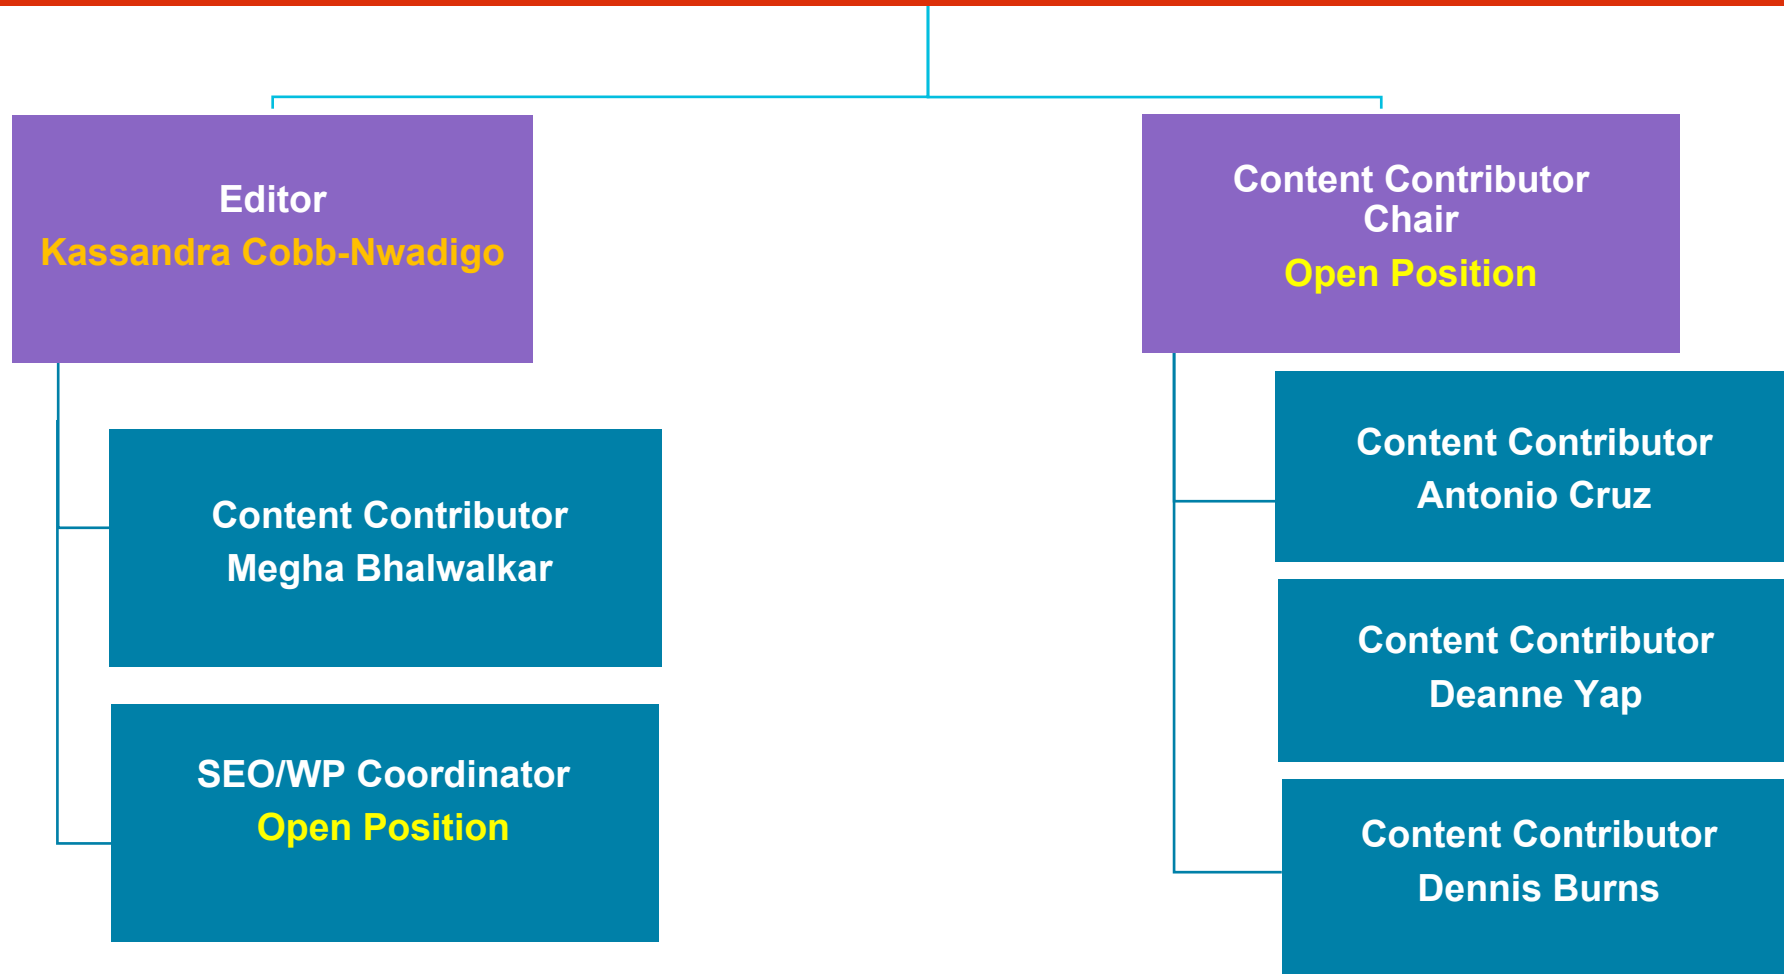 Editor
Kassandra Cobb-Nwadigo
Content Contributor
Megha Bhalwalkar
SEO/WP Coordinator
Open Position
Content Contributor
Chair
Open Position
Content Contributor
Antonio Cruz
Content Contributor
Deanne Yap
Content Contributor
Dennis Burns